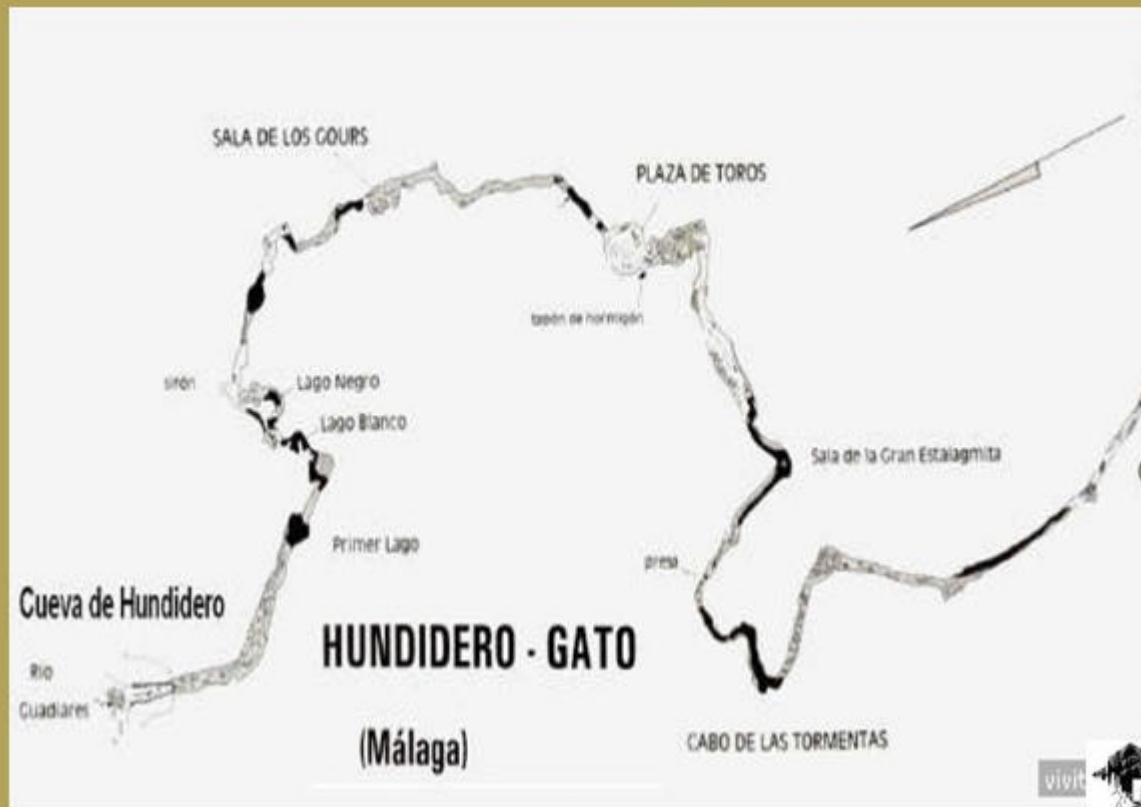 SALA DE LOS GOURS
PLAZA DE TOROS
tapón de hormigón
sifón
Lago Negro
Lago Blanco
Sala de la Gran Estalagmita
Primer Lago
presa
Cueva de Hundidero
HUNDIDERO - GATO
Río
Guadiares
(Málaga)
CABO DE LAS TORMENTAS
vivit